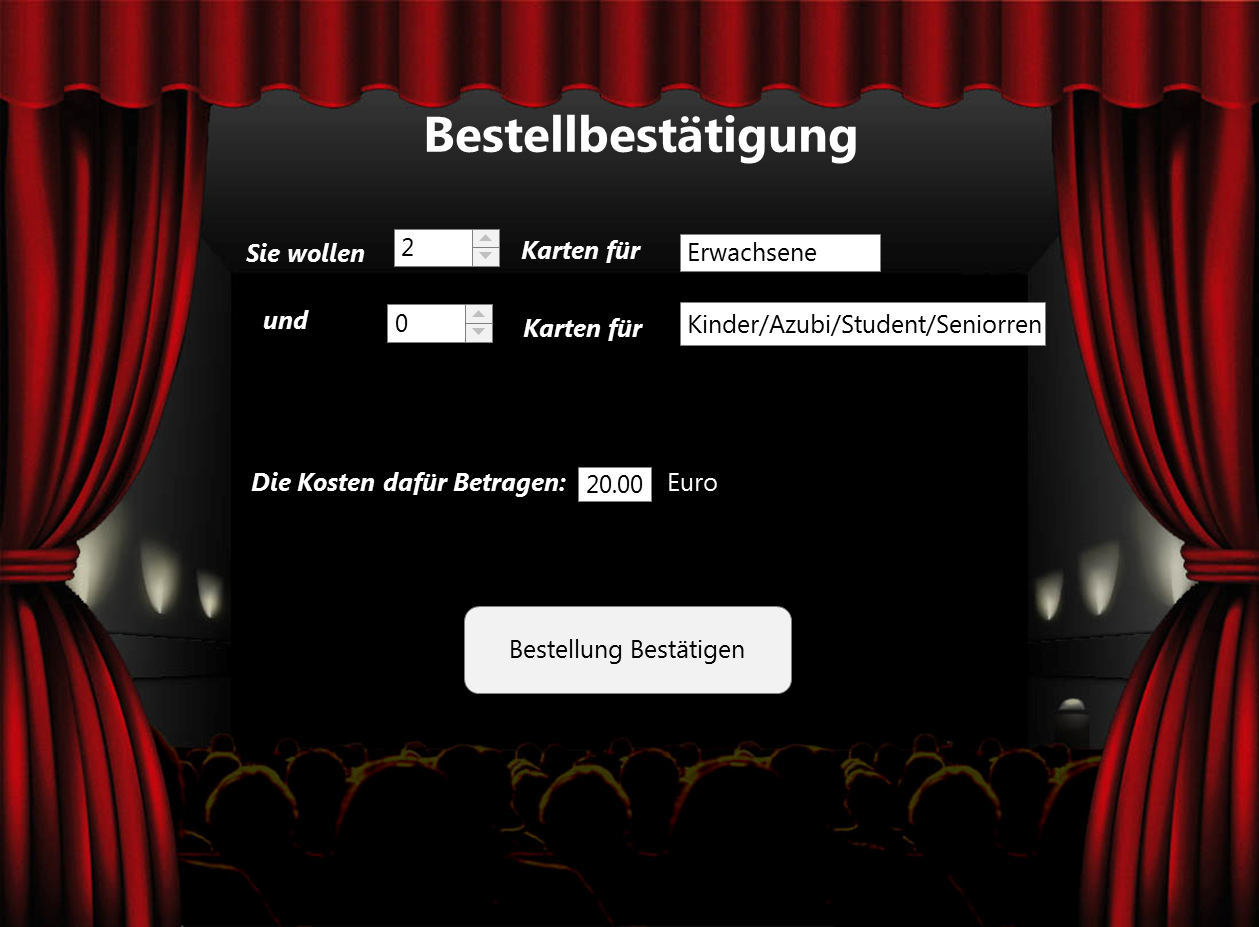 Bestellbestätigung
Sie wollen 2 Karten für Erwachsene
und 0 Karten für Kinder/Azubi/Student/Seniorren
Die Kosten dafür Betragen: 20.00 Euro
Bestellung Bestätigen